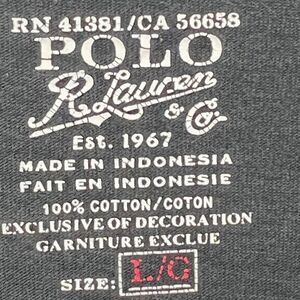 RN 41381/CA 56658
POLO
R. Lauren
& Co.
Est. 1967
MADE IN INDONESIA
FAIT EN INDONESIE
100% COTTON/COTON
EXCLUSIVE OF DECORATION
GARNITURE EXCLUE
SIZE: L/G